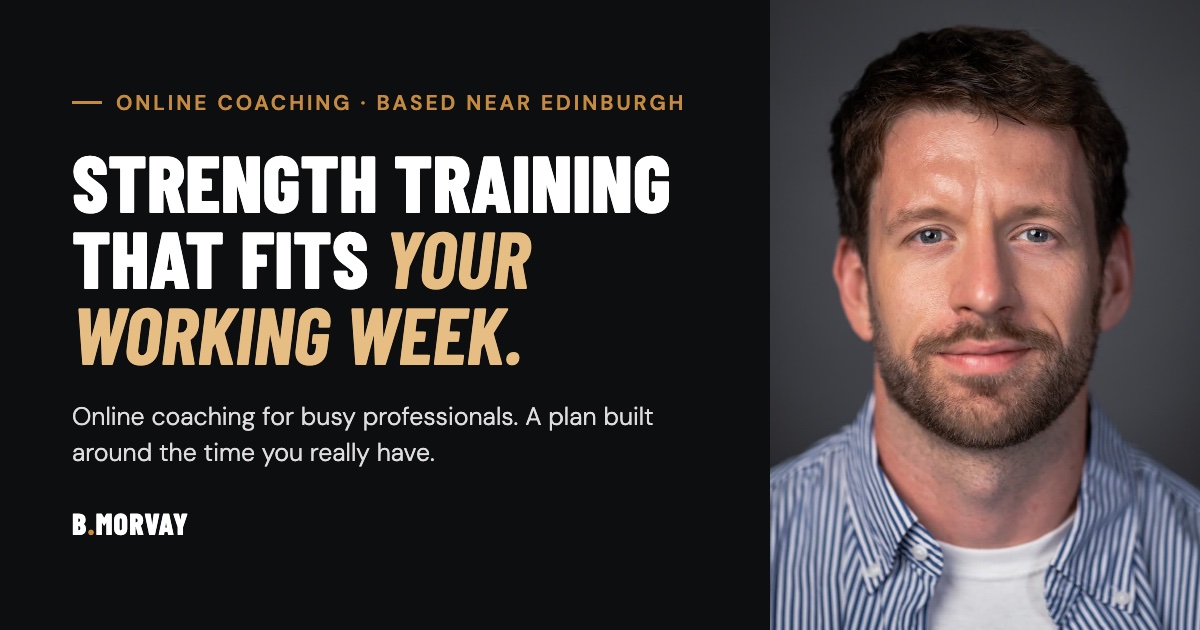 ONLINE COACHING · BASED NEAR EDINBURGH
STRENGTH TRAINING
THAT FITS YOUR
WORKING WEEK.
Online coaching for busy professionals. A plan built
around the time you really have.
B.MORVAY